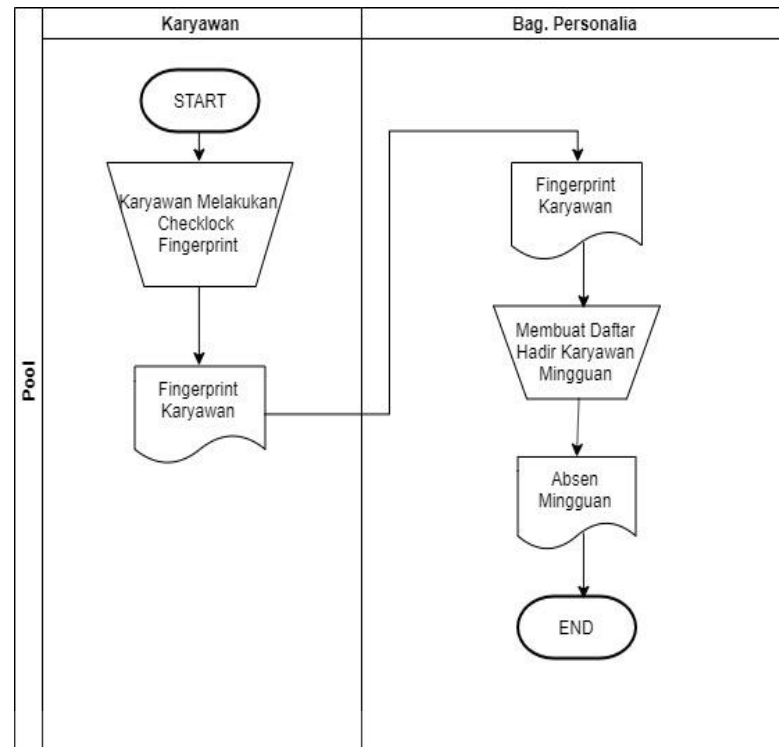 Karyawan
Bag. Personalia
Pool
START
Karyawan Melakukan
Checklock
Fingerprint
Fingerprint
Karyawan
Fingerprint
Karyawan
Membuat Daftar
Hadir Karyawan
Mingguan
Absen
Mingguan
END